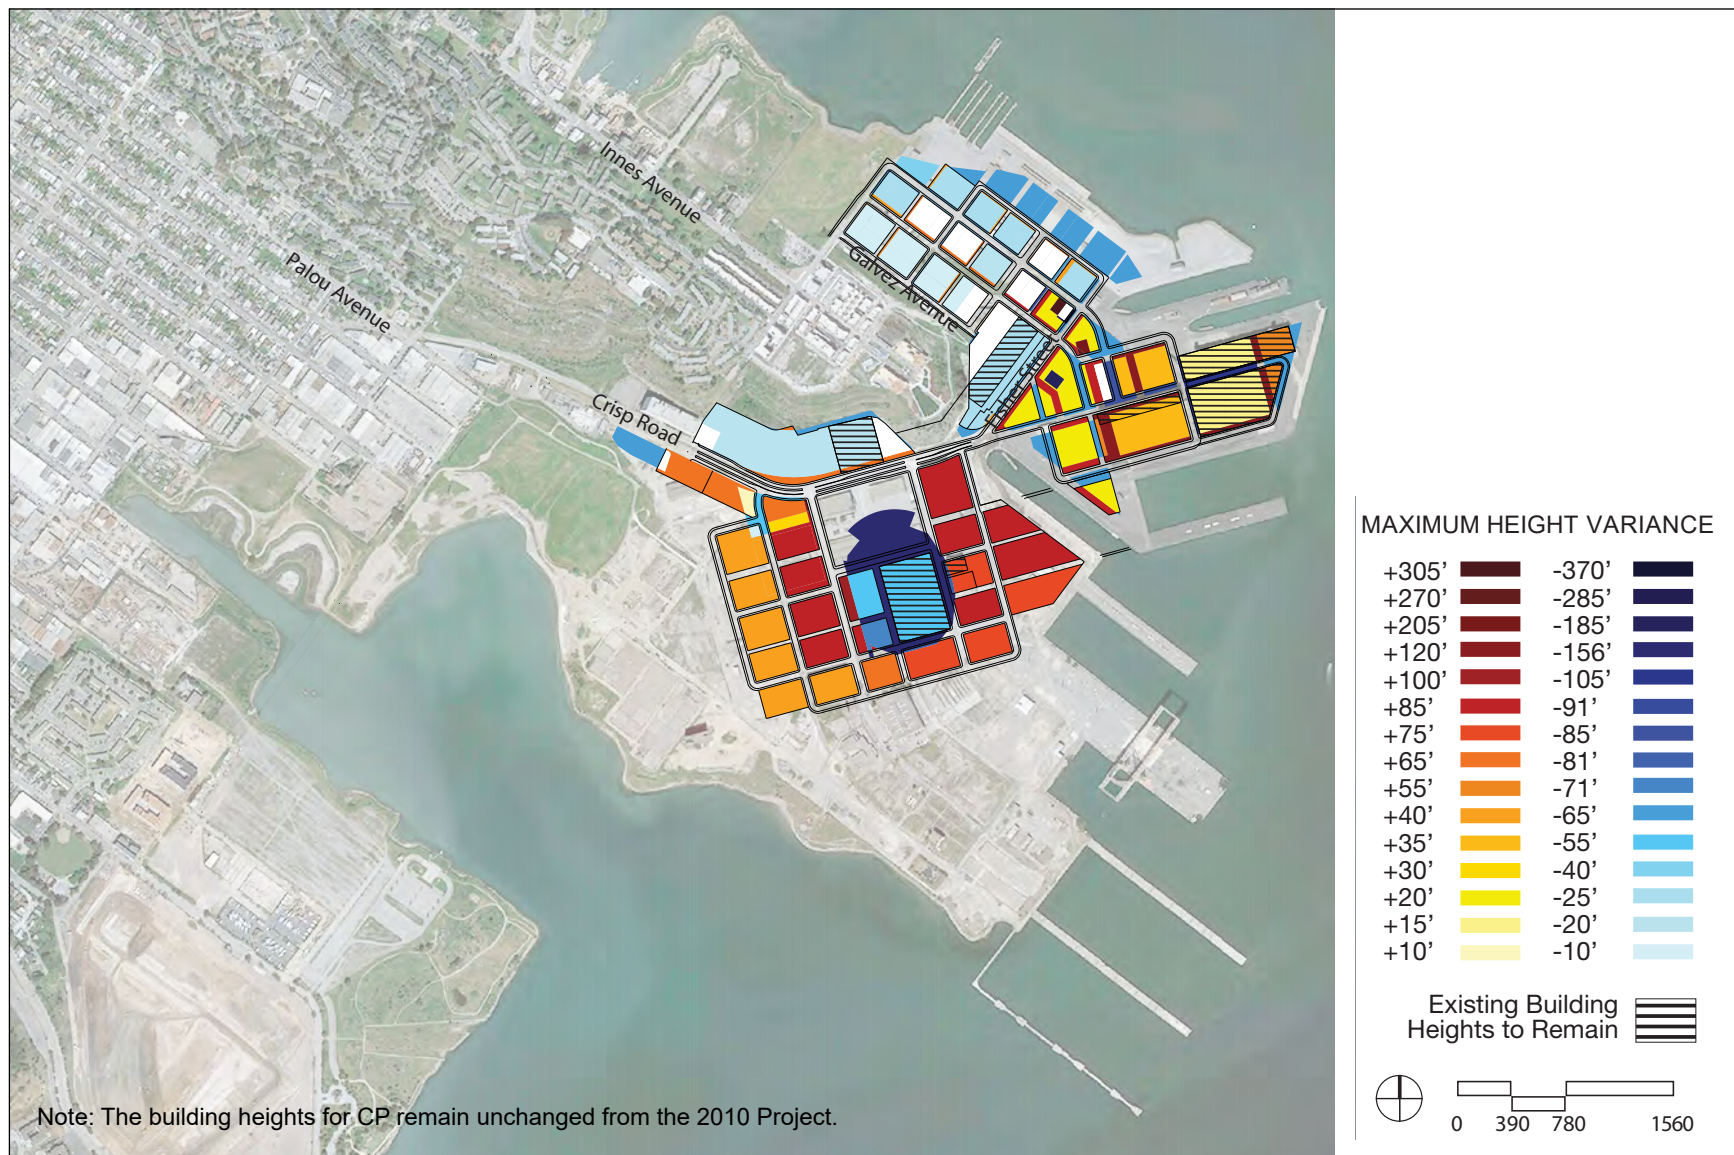 Innes Avenue
Palou Avenue
Galvez Avenue
Fisher Street
Crisp Road
MAXIMUM HEIGHT VARIANCE
+305' -370'
+270' -285'
+205' -185'
+120' -156'
+100' -105'
+85' -91'
+75' -85'
+65' -81'
+55' -71'
+40' -65'
+35' -55'
+30' -40'
+20' -25'
+15' -20'
+10' -10'
Existing Building
Heights to Remain
0 390 780 1560
Note: The building heights for CP remain unchanged from the 2010 Project.